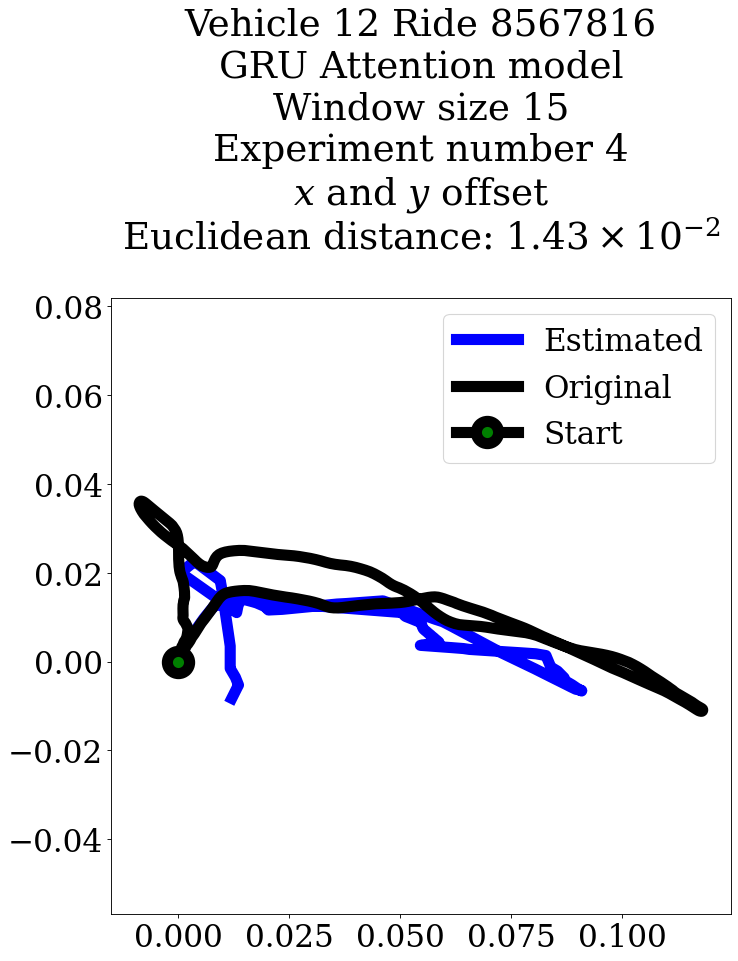 Vehicle 12 Ride 8567816
GRU Attention model
Window size 15
Experiment number 4
x and y offset
Euclidean distance: 1.43 × 10⁻²
Estimated
Original
Start
0.08
0.06
0.04
0.02
0.00
−0.02
−0.04
0.000 0.025 0.050 0.075 0.100